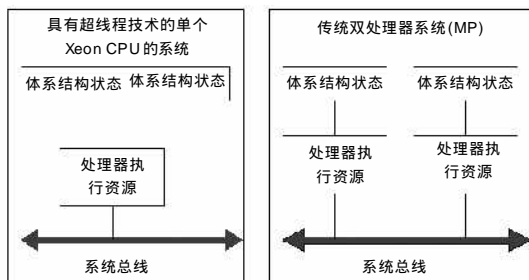 具有超线程技术的单个
Xeon CPU的系统
体系结构状态 体系结构状态
处理器执
行资源
系统总线
传统双处理器系统(MP)
体系结构状态 体系结构状态
处理器执 处理器执
行资源 行资源
系统总线